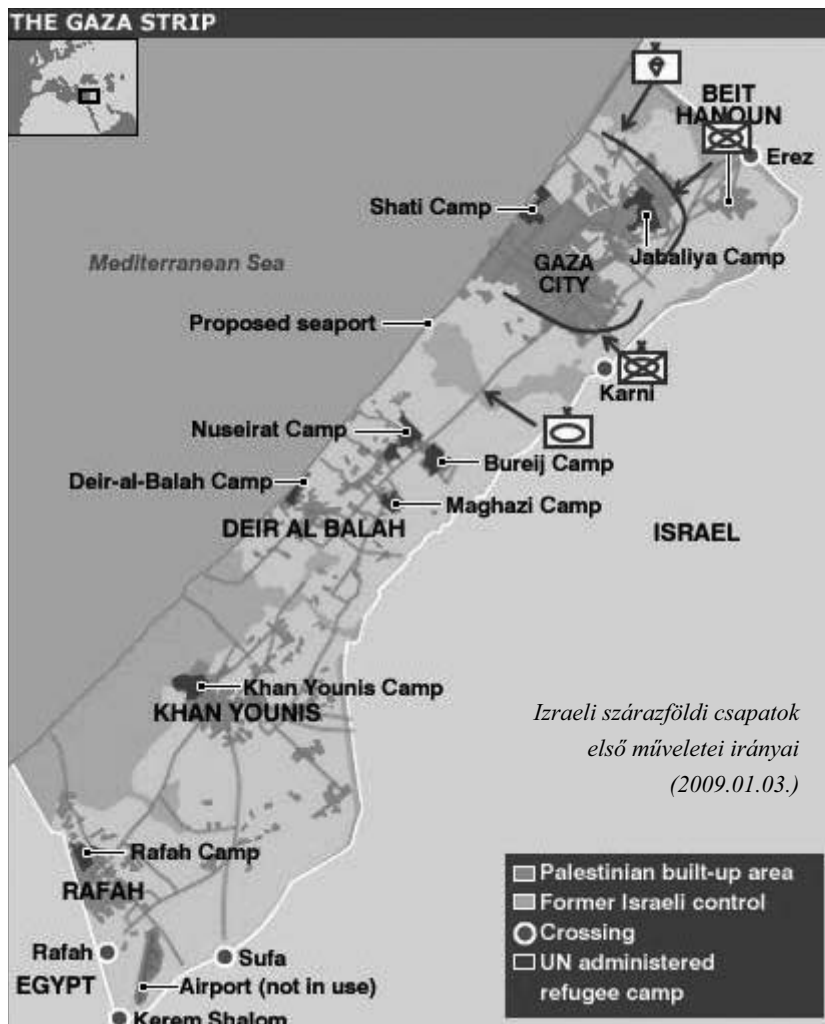 THE GAZA STRIP
BEIT
HANOUN
Erez
Shati Camp
Jabaliya Camp
Mediterranean Sea
GAZA
CITY
Proposed seaport
Karni
Nuseirat Camp
Bureij Camp
Deir-al-Balah Camp
Maghazi Camp
DEIR AL BALAH
ISRAEL
Khan Younis Camp
KHAN YOUNIS
Izraeli szárazföldi csapatok
első műveletei irányai
(2009.01.03.)
Rafah Camp
RAFAH
Rafah
Sufa
EGYPT
Airport (not in use)
Kerem Shalom
Palestinian built-up area
Former Israeli control
Crossing
UN administered
refugee camp